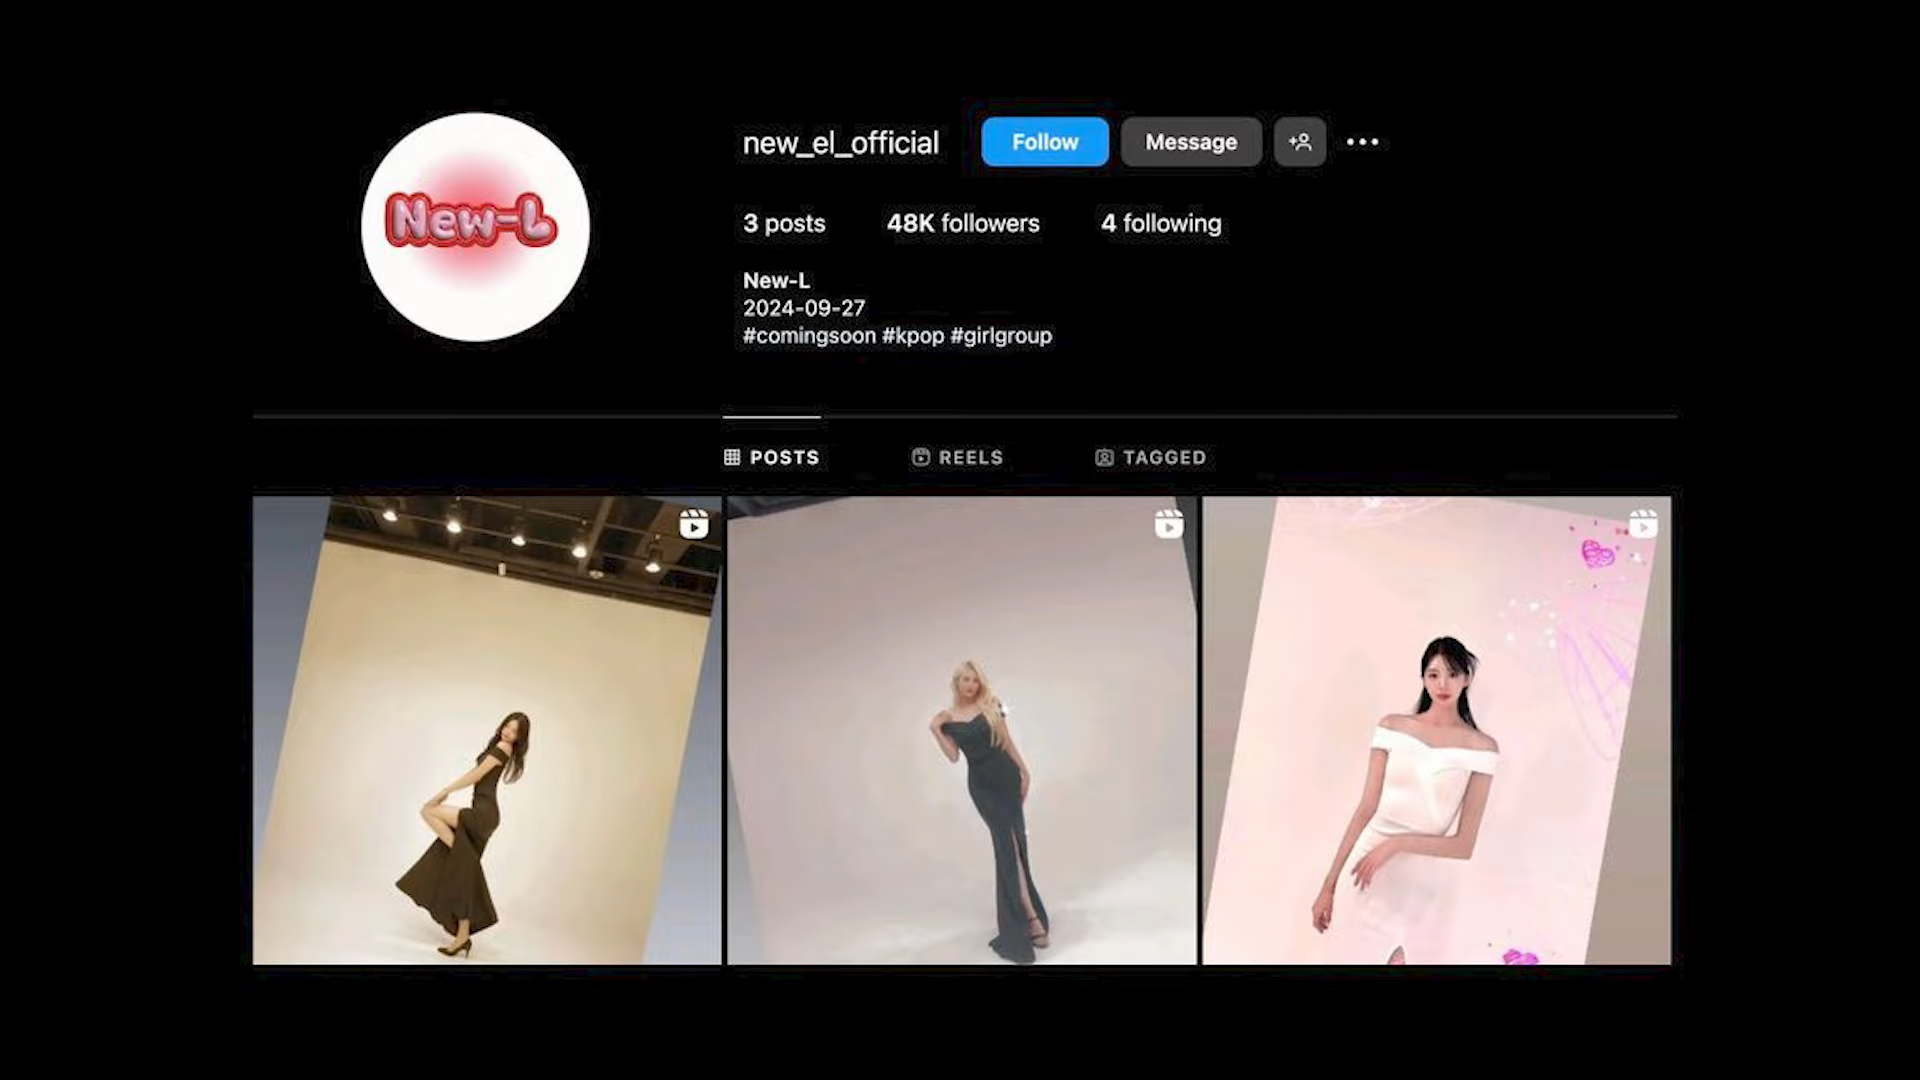 New-L
new_el_official
Follow
Message
3 posts
48K followers
4 following
New-L
2024-09-27
#comingsoon #kpop #girlgroup
POSTS
REELS
TAGGED